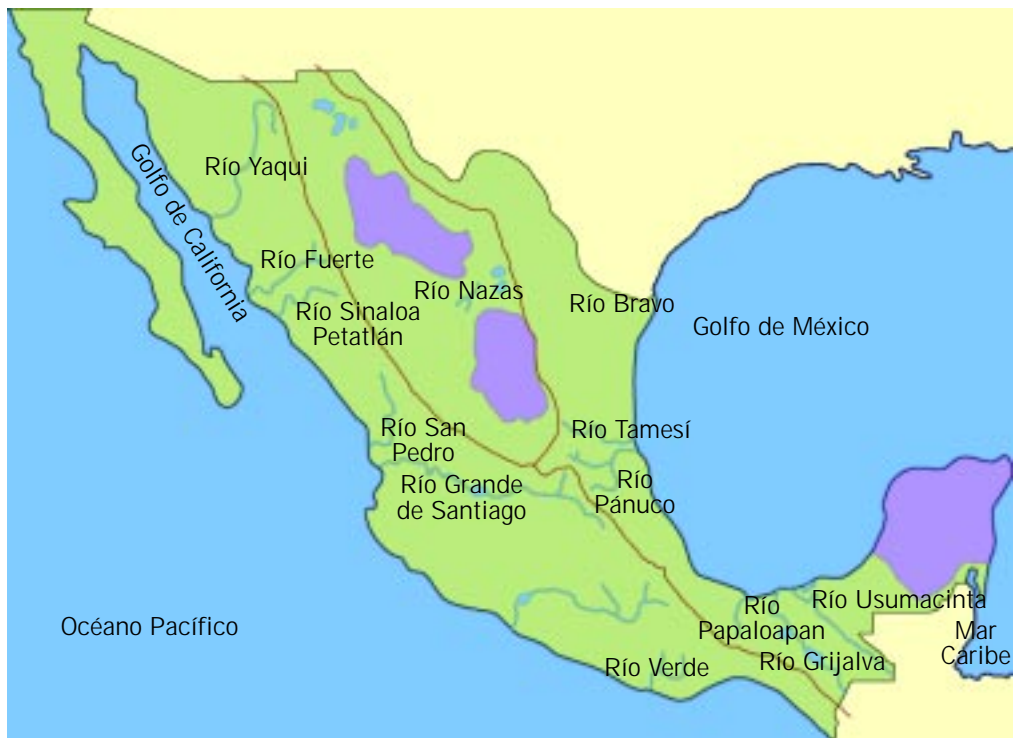 Río Yaqui
Golfo de California
Río Fuerte
Río Nazas
Río Bravo
Río Sinaloa
Petatlán
Golfo de México
Río San
Pedro
Río Tamesí
Río Grande
de Santiago
Río
Pánuco
Océano Pacífico
Río
Papaloapan
Río Usumacinta
Mar
Caribe
Río Verde
Río Grijalva